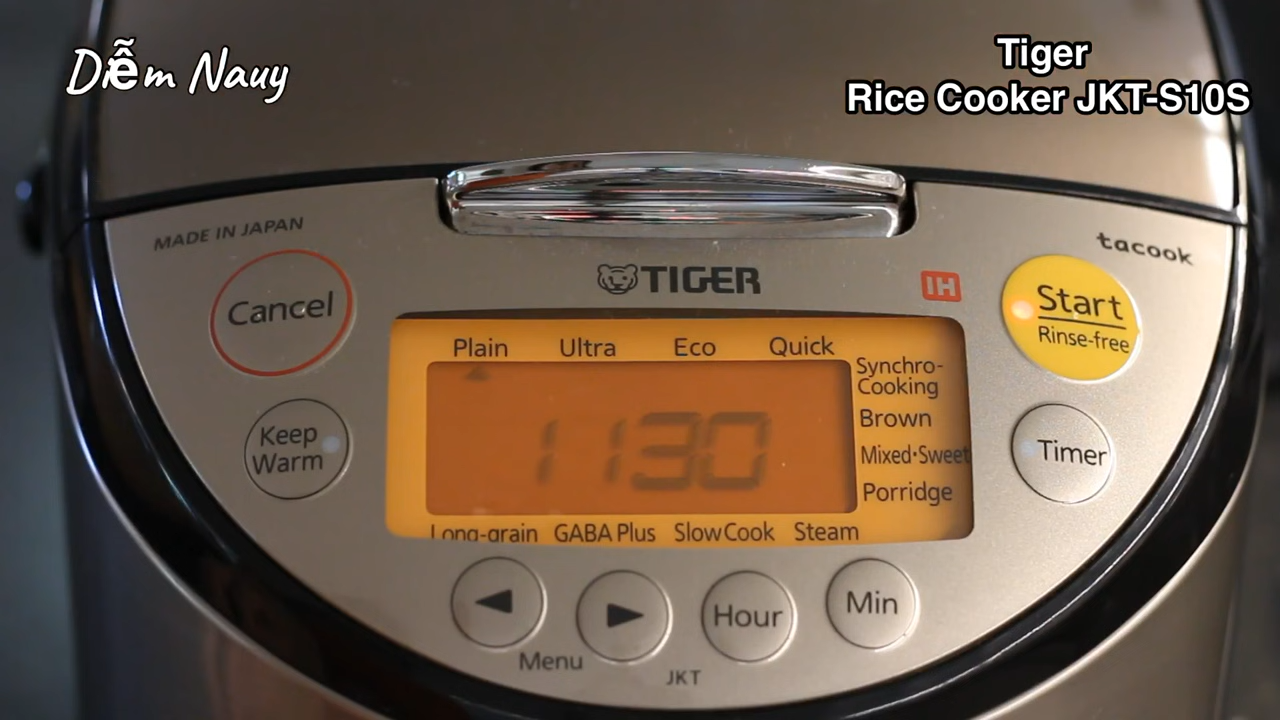 Diễm Nauy
Tiger
Rice Cooker JKT-S10S
MADE IN JAPAN
tacook
Cancel
TIGER
IH
Start
Rinse-free
Plain Ultra Eco Quick
Synchro-
Cooking
Brown
Mixed·Sweet
Porridge
1130
Keep
Warm
Timer
Long-grain GABA Plus Slow Cook Steam
Hour
Min
Menu
JKT